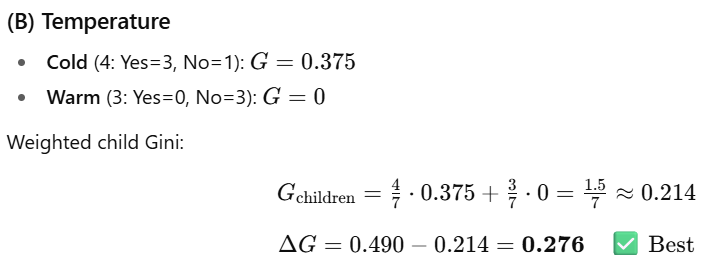 (B) Temperature
• Cold (4: Yes=3, No=1): G = 0.375
• Warm (3: Yes=0, No=3): G = 0
Weighted child Gini:
G_children = 4/7 · 0.375 + 3/7 · 0 = 1.5/7 ≈ 0.214
ΔG = 0.490 − 0.214 = 0.276 ✅ Best